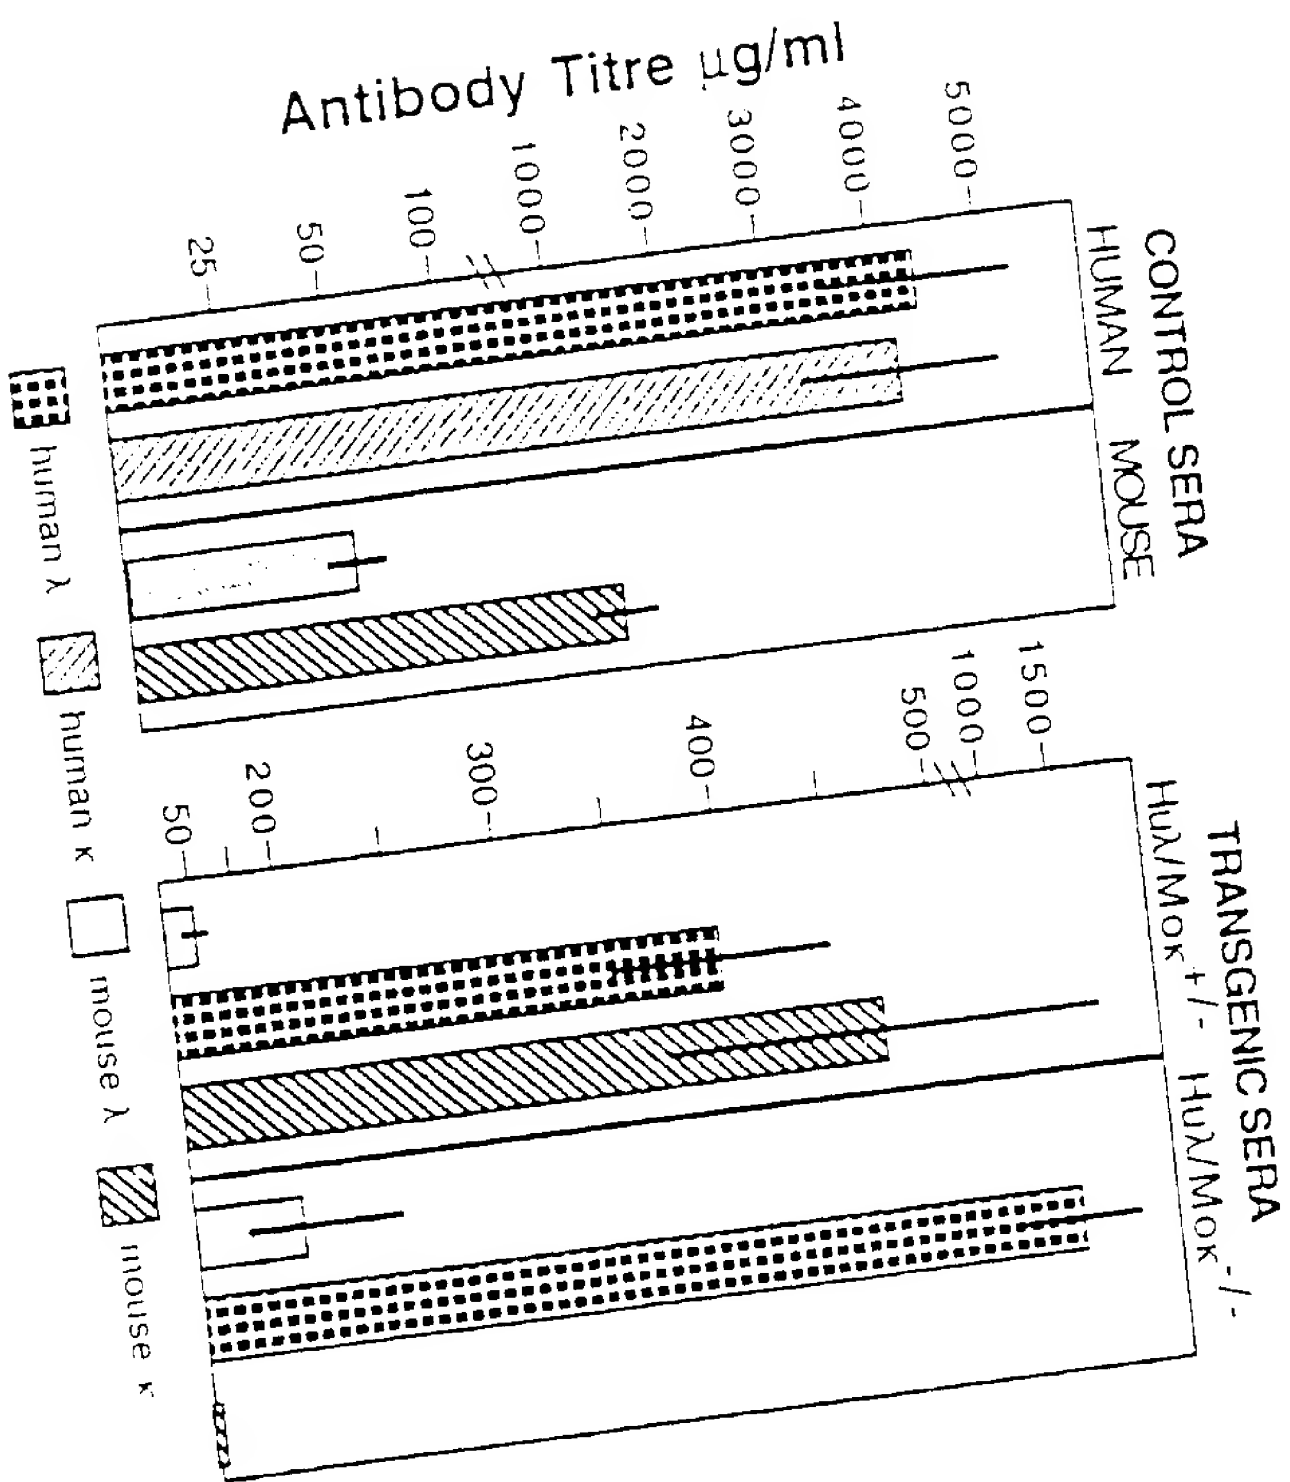 CONTROL SERA
HUMAN MOUSE
TRANSGENIC SERA
Huλ/Moκ+/- Huλ/Moκ-/-
Antibody Titre μg/ml
5000
4000
3000
2000
1000
100
50
25
1500
1000
500
400
300
200
50
human λ human κ mouse λ mouse κ